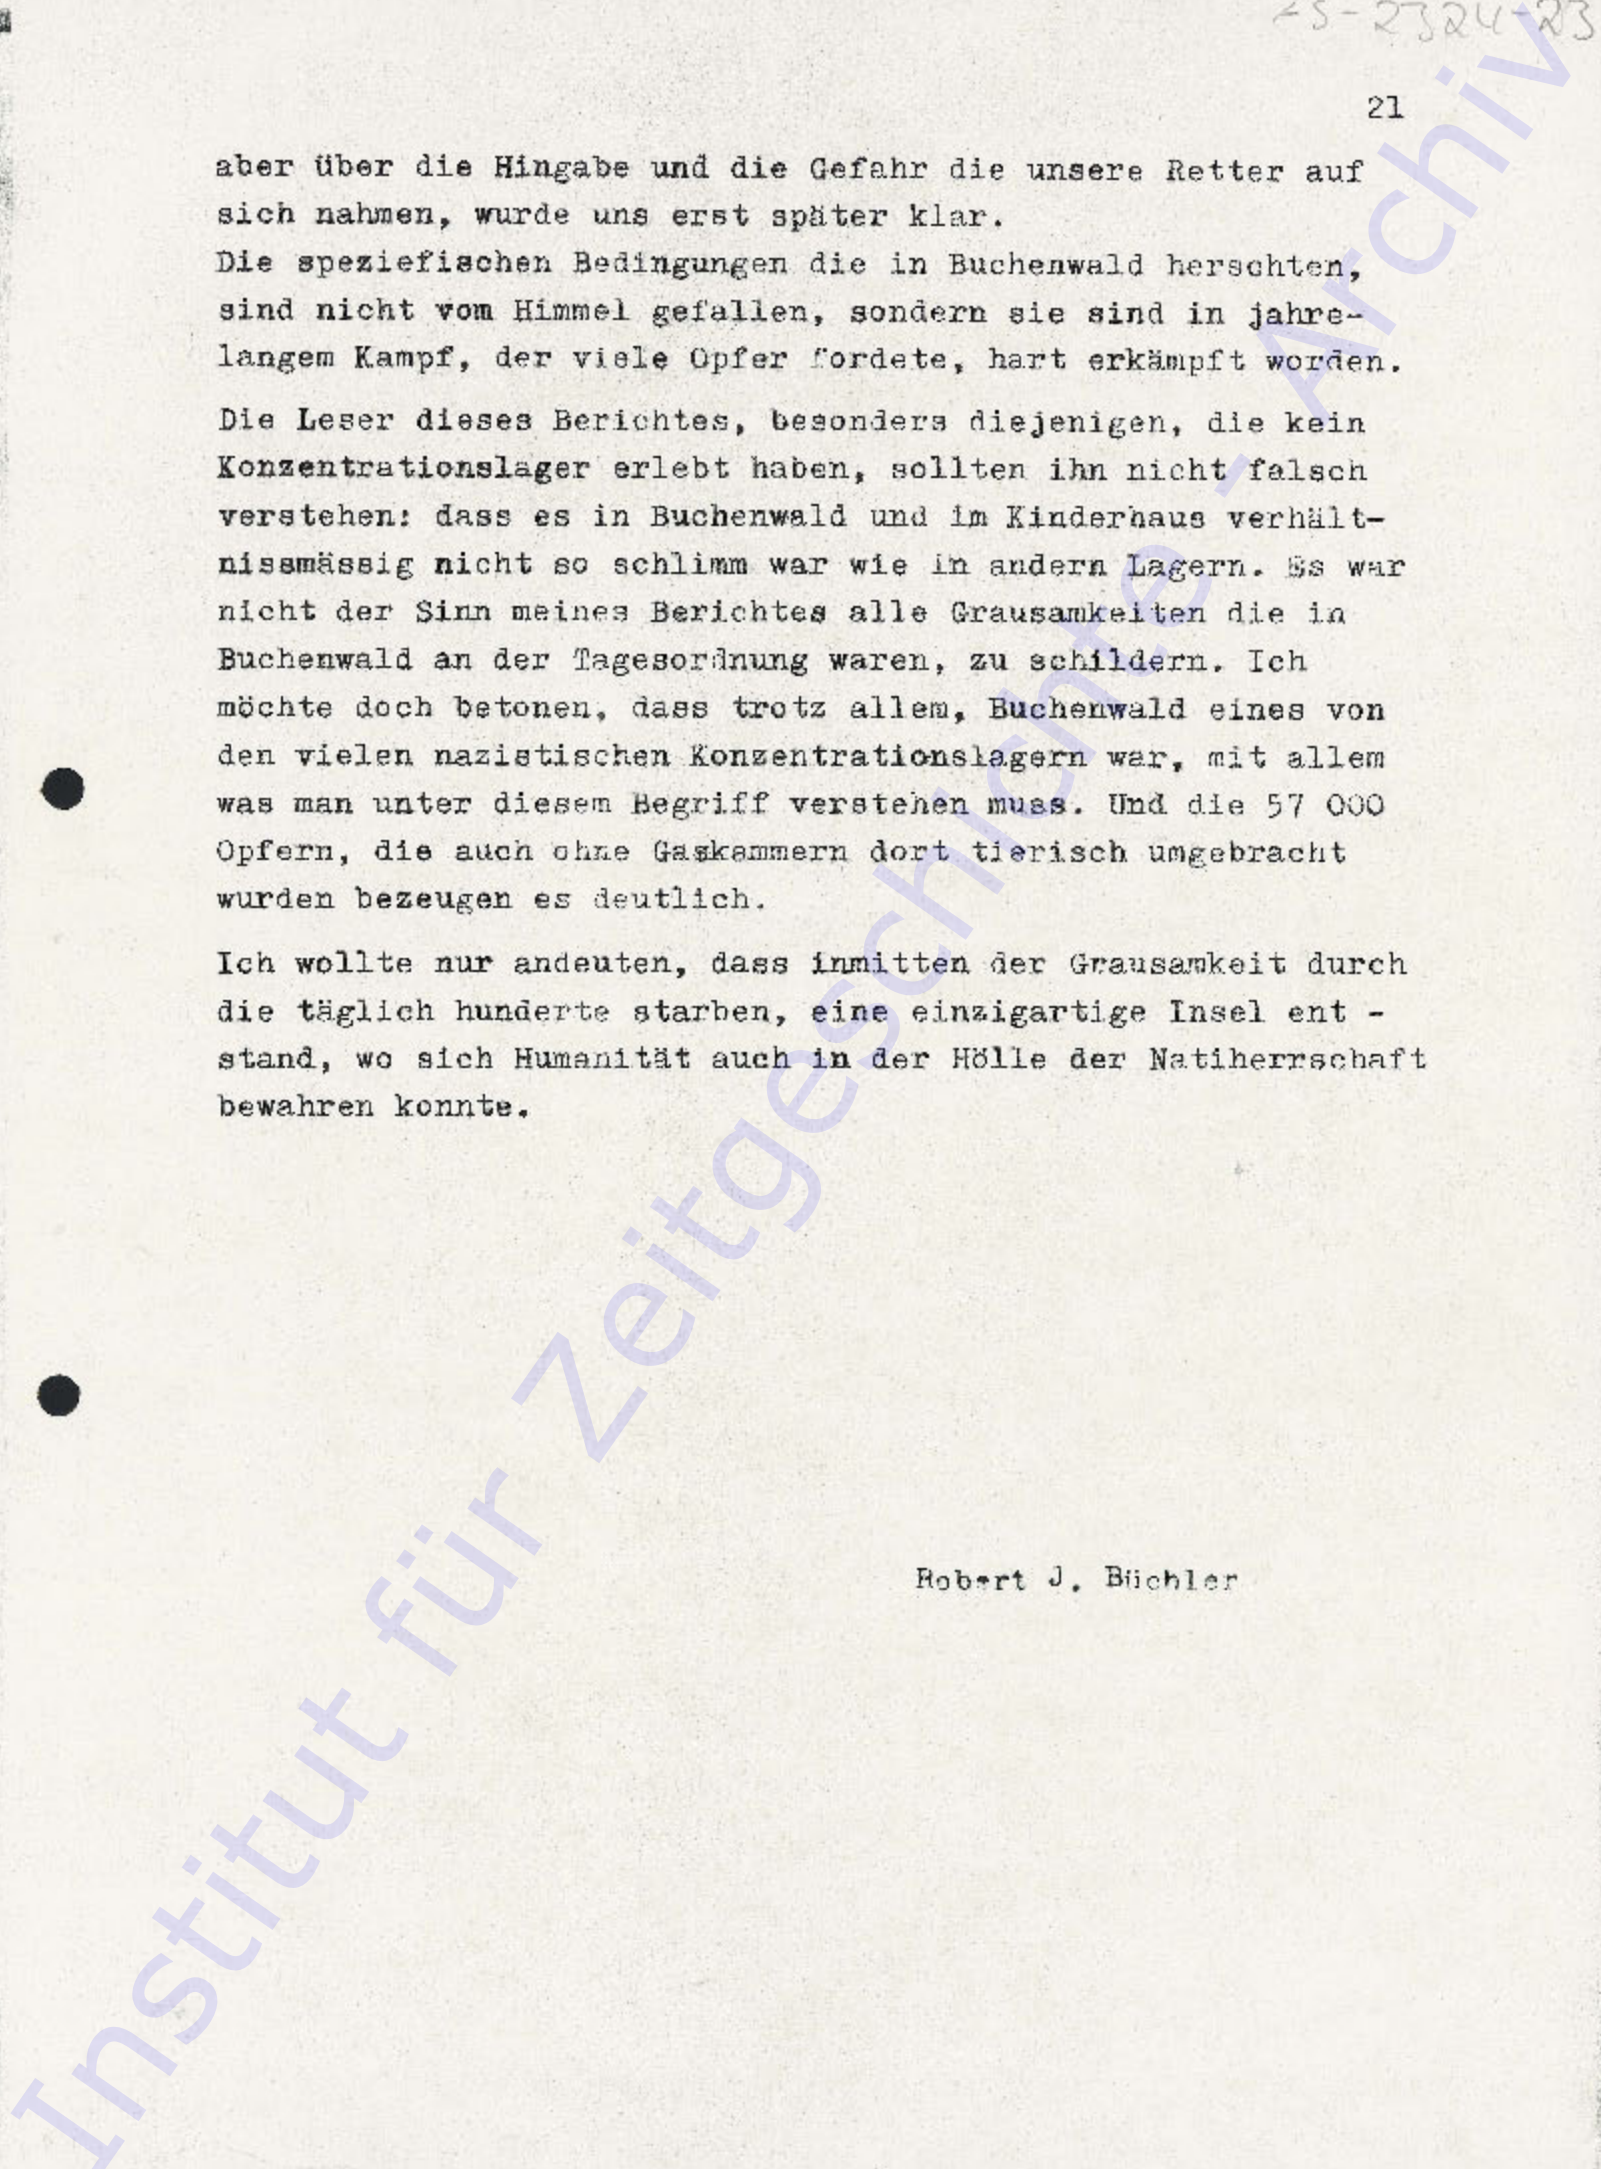 ZS-2324-23
21
aber über die Hingabe und die Gefahr die unsere Retter auf
sich nahmen, wurde uns erst später klar.
Die speziefischen Bedingungen die in Buchenwald herschten,
sind nicht vom Himmel gefallen, sondern sie sind in jahre-
langem Kampf, der viele Opfer fordete, hart erkämpft worden.
Die Leser dieses Berichtes, besonders diejenigen, die kein
Konzentrationslager erlebt haben, sollten ihn nicht falsch
verstehen: dass es in Buchenwald und im Kinderhaus verhält-
nissmässig nicht so schlimm war wie in andern Lagern. Es war
nicht der Sinn meines Berichtes alle Grausamkeiten die in
Buchenwald an der Tagesordnung waren, zu schildern. Ich
möchte doch betonen, dass trotz allem, Buchenwald eines von
den vielen nazistischen Konzentrationslagern war, mit allem
was man unter diesem Begriff verstehen muss. Und die 57 000
Opfern, die auch ohne Gaskammern dort tierisch umgebracht
wurden bezeugen es deutlich.
Ich wollte nur andeuten, dass inmitten der Grausamkeit durch
die täglich hunderte starben, eine einzigartige Insel ent -
stand, wo sich Humanität auch in der Hölle der Natiherrschaft
bewahren konnte.
Robert J. Büchler
Institut für Zeitgeschichte - Archiv